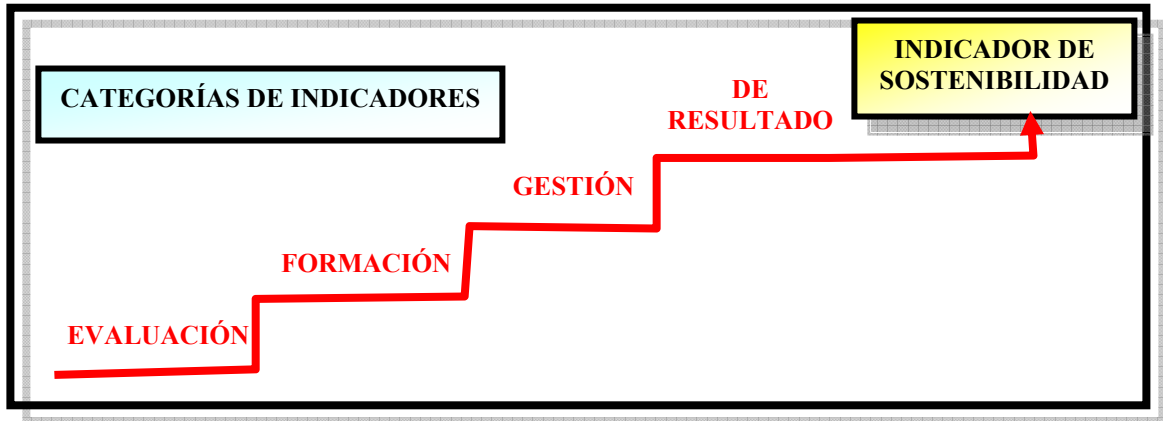 CATEGORÍAS DE INDICADORES
INDICADOR DE
SOSTENIBILIDAD
DE
RESULTADO
GESTIÓN
FORMACIÓN
EVALUACIÓN